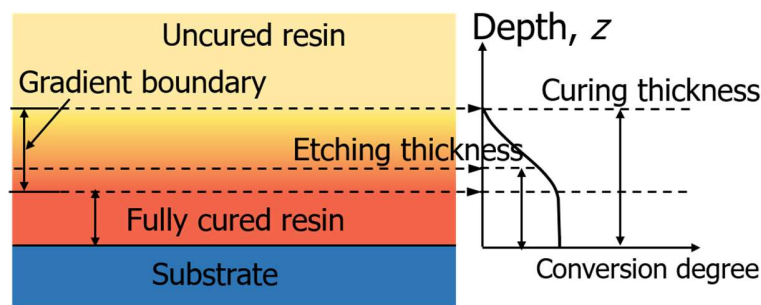 Uncured resin
Depth, z
Gradient boundary
Curing thickness
Etching thickness
Fully cured resin
Substrate
Conversion degree